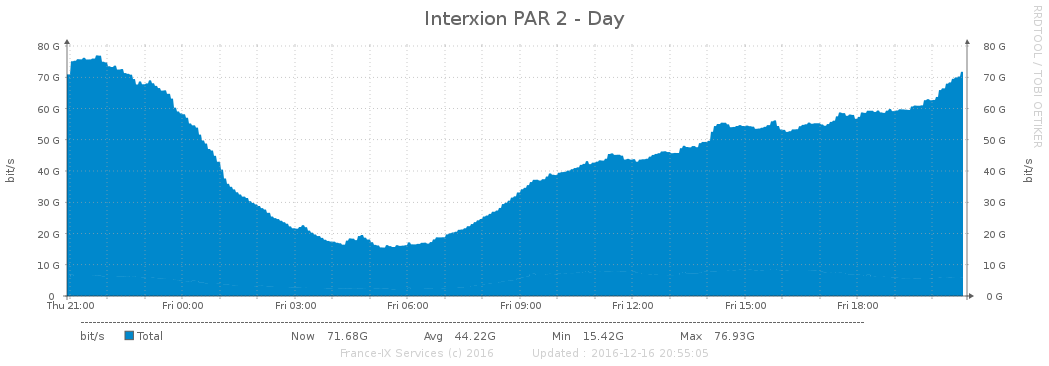 Interxion PAR 2 - Day
RRDTOOL / TOBI OETIKER
80 G 80 G
70 G 70 G
60 G 60 G
50 G 50 G
40 G 40 G
30 G 30 G
20 G 20 G
10 G 10 G
0 0 G
bit/s
bit/s
Thu 21:00 Fri 00:00 Fri 03:00 Fri 06:00 Fri 09:00 Fri 12:00 Fri 15:00 Fri 18:00
bit/s Total Now 71.68G Avg 44.22G Min 15.42G Max 76.93G
France-IX Services (c) 2016 Updated : 2016-12-16 20:55:05